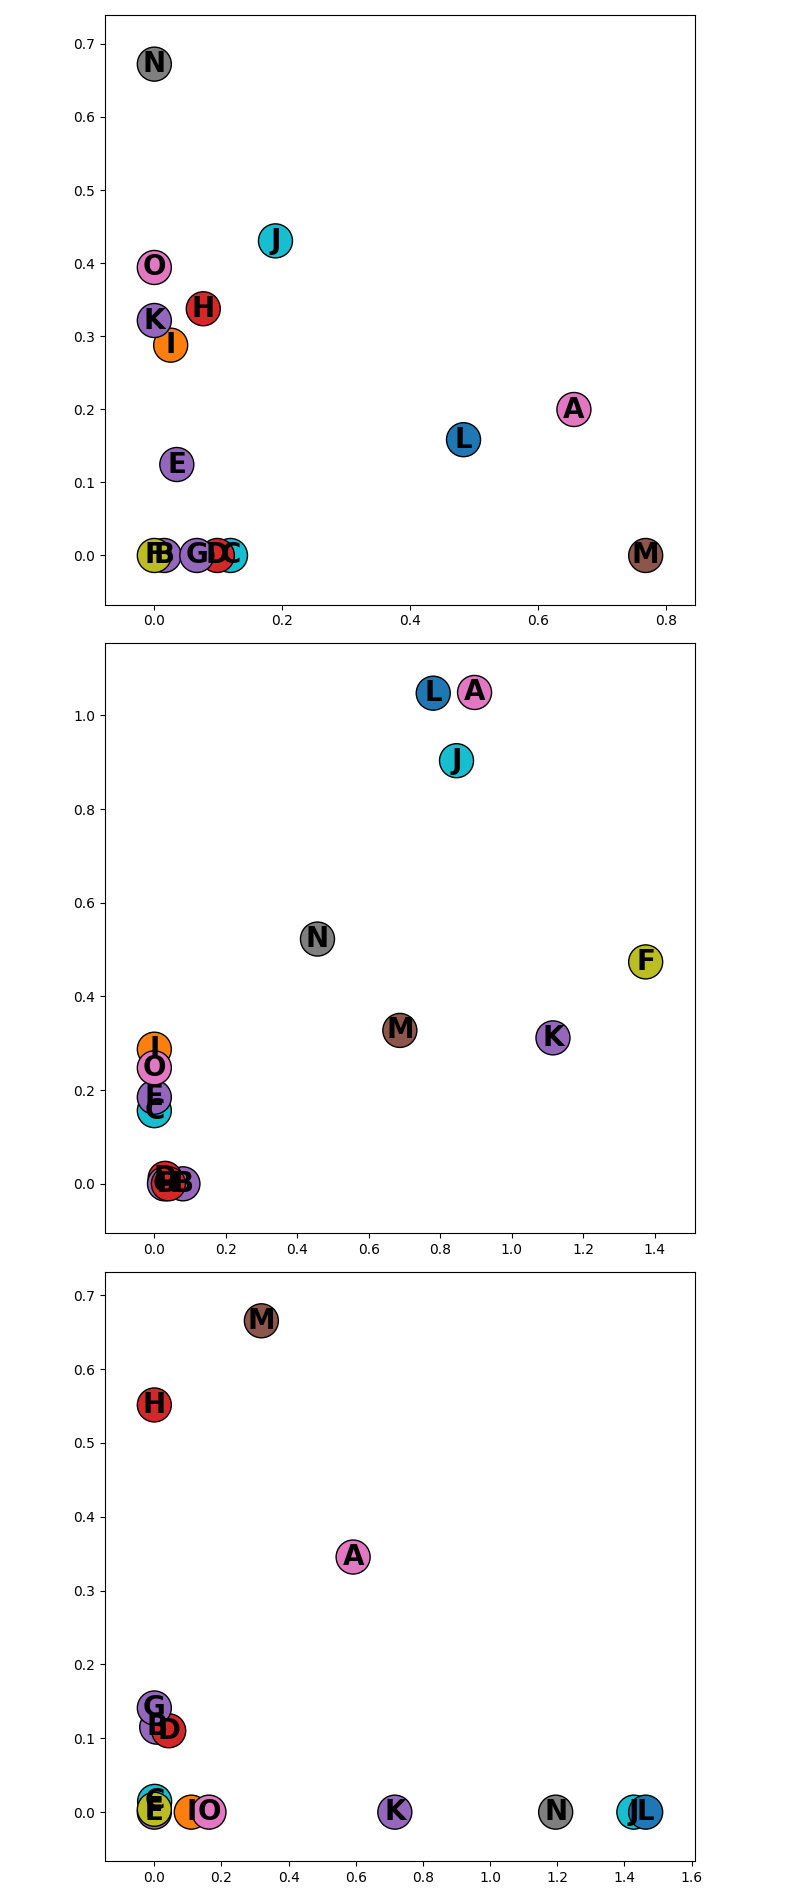 0.7
N
0.6
0.5
J
0.4
O
H
K
0.3
I
A
0.2
L
E
0.1
0.0
F B G D C M
0.0 0.2 0.4 0.6 0.8
L A
1.0
J
0.8
0.6
N
F
0.4
M
K
I
O
0.2
E
C
0.0
B
0.0 0.2 0.4 0.6 0.8 1.0 1.2 1.4
0.7
M
0.6
H
0.5
0.4
A
0.3
0.2
G
B D
0.1
C
0.0
E I O K N J L
0.0 0.2 0.4 0.6 0.8 1.0 1.2 1.4 1.6